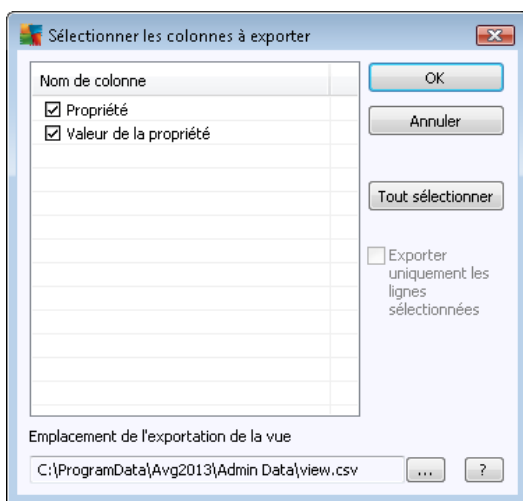 Sélectionner les colonnes à exporter
Nom de colonne
Propriété
Valeur de la propriété
OK
Annuler
Tout sélectionner
Exporter
uniquement les
lignes
sélectionnées
Emplacement de l'exportation de la vue
C:\ProgramData\Avg2013\Admin Data\view.csv
...
?